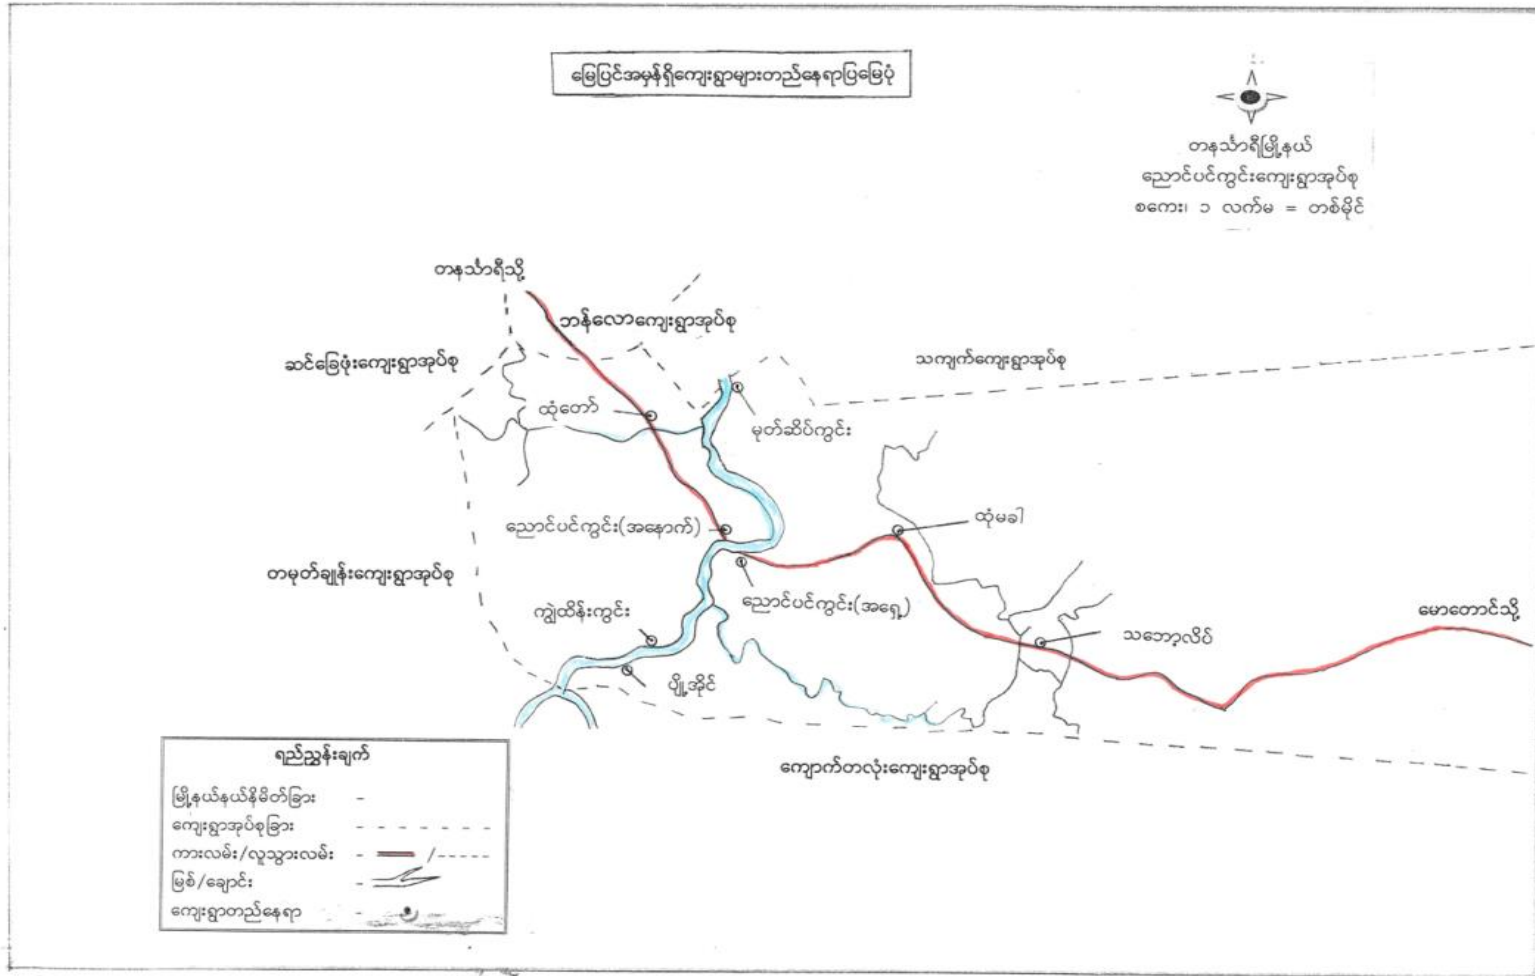 မြေပြင်အမှန်ရှိကျေးရွာများတည်နေရာပြမြေပုံ
တနင်္သာရီမြို့နယ်
ညောင်ပင်ကွင်းကျေးရွာအုပ်စု
စကေး၊ ၁ လက်မ = တစ်မိုင်
တနင်္သာရီသို့
ဘန်လောကျေးရွာအုပ်စု
ဆင်ခြေဖုံးကျေးရွာအုပ်စု
သကျက်ကျေးရွာအုပ်စု
ထုံတော်
မုတ်ဆိပ်ကွင်း
ညောင်ပင်ကွင်း(အနောက်)
ထုံမခါ
တမုတ်ချွန်းကျေးရွာအုပ်စု
ကျွဲထိန်းကွင်း
ညောင်ပင်ကွင်း(အရှေ့)
မောတောင်သို့
သဘော့လိပ်
ပျို့အိုင်
ကျောက်တလုံးကျေးရွာအုပ်စု
ရည်ညွှန်းချက်
မြို့နယ်နယ်နိမိတ်ခြား -
ကျေးရွာအုပ်စုခြား
ကားလမ်း/လူသွားလမ်း - /
မြစ်/ချောင်း -
ကျေးရွာတည်နေရာ -